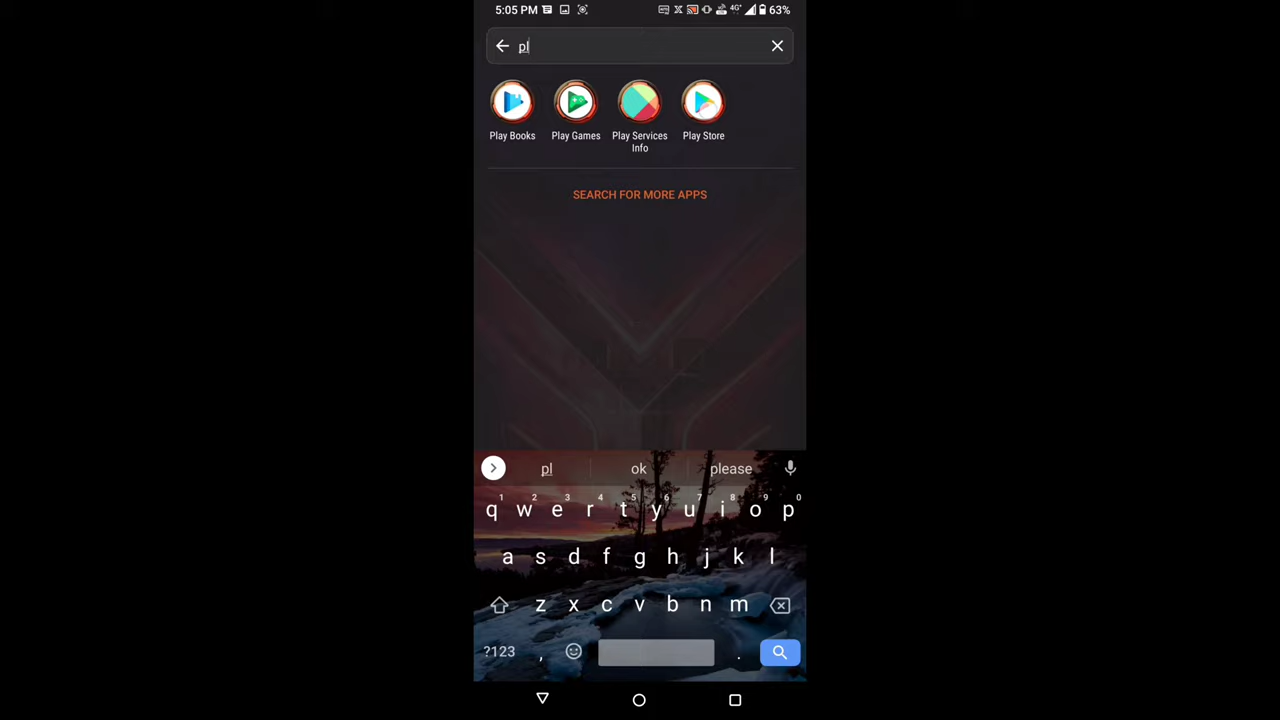 5:05 PM 4G+ 63%
pl
Play Books Play Games Play Services Info Play Store
SEARCH FOR MORE APPS
pl ok please
1 2 3 4 5 6 7 8 9 0
q w e r t y u i o p
a s d f g h j k l
z x c v b n m
?123 , .